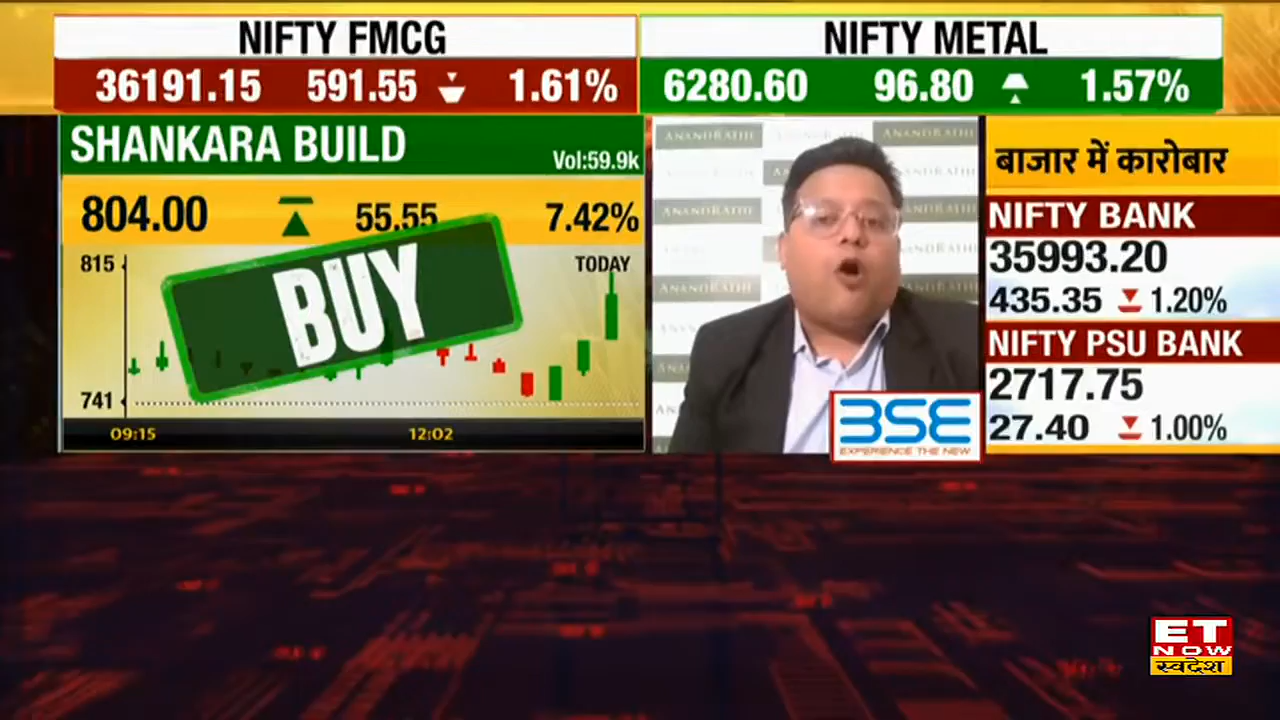 NIFTY FMCG
36191.15 591.55 1.61%
NIFTY METAL
6280.60 96.80 1.57%
SHANKARA BUILD
Vol:59.9k
804.00 55.55 7.42%
815
TODAY
BUY
741
09:15 12:02
ANANDRATHI
ANANDRATHI
ANANDRATHI
ANANDRATHI
BSE
EXPERIENCE THE NEW
बाजार में कारोबार
NIFTY BANK
35993.20
435.35 1.20%
NIFTY PSU BANK
2717.75
27.40 1.00%
ET
NOW
स्वदेश